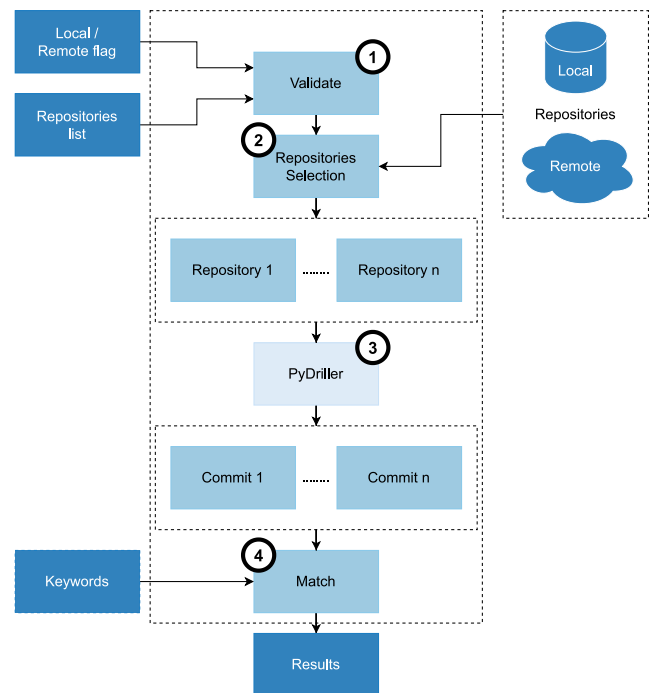 Local /
Remote flag
1
Validate
Local
Repositories
list
Repositories
2
Repositories
Selection
Remote
Repository 1
.......
Repository n
3
PyDriller
Commit 1
.......
Commit n
4
Keywords
Match
Results